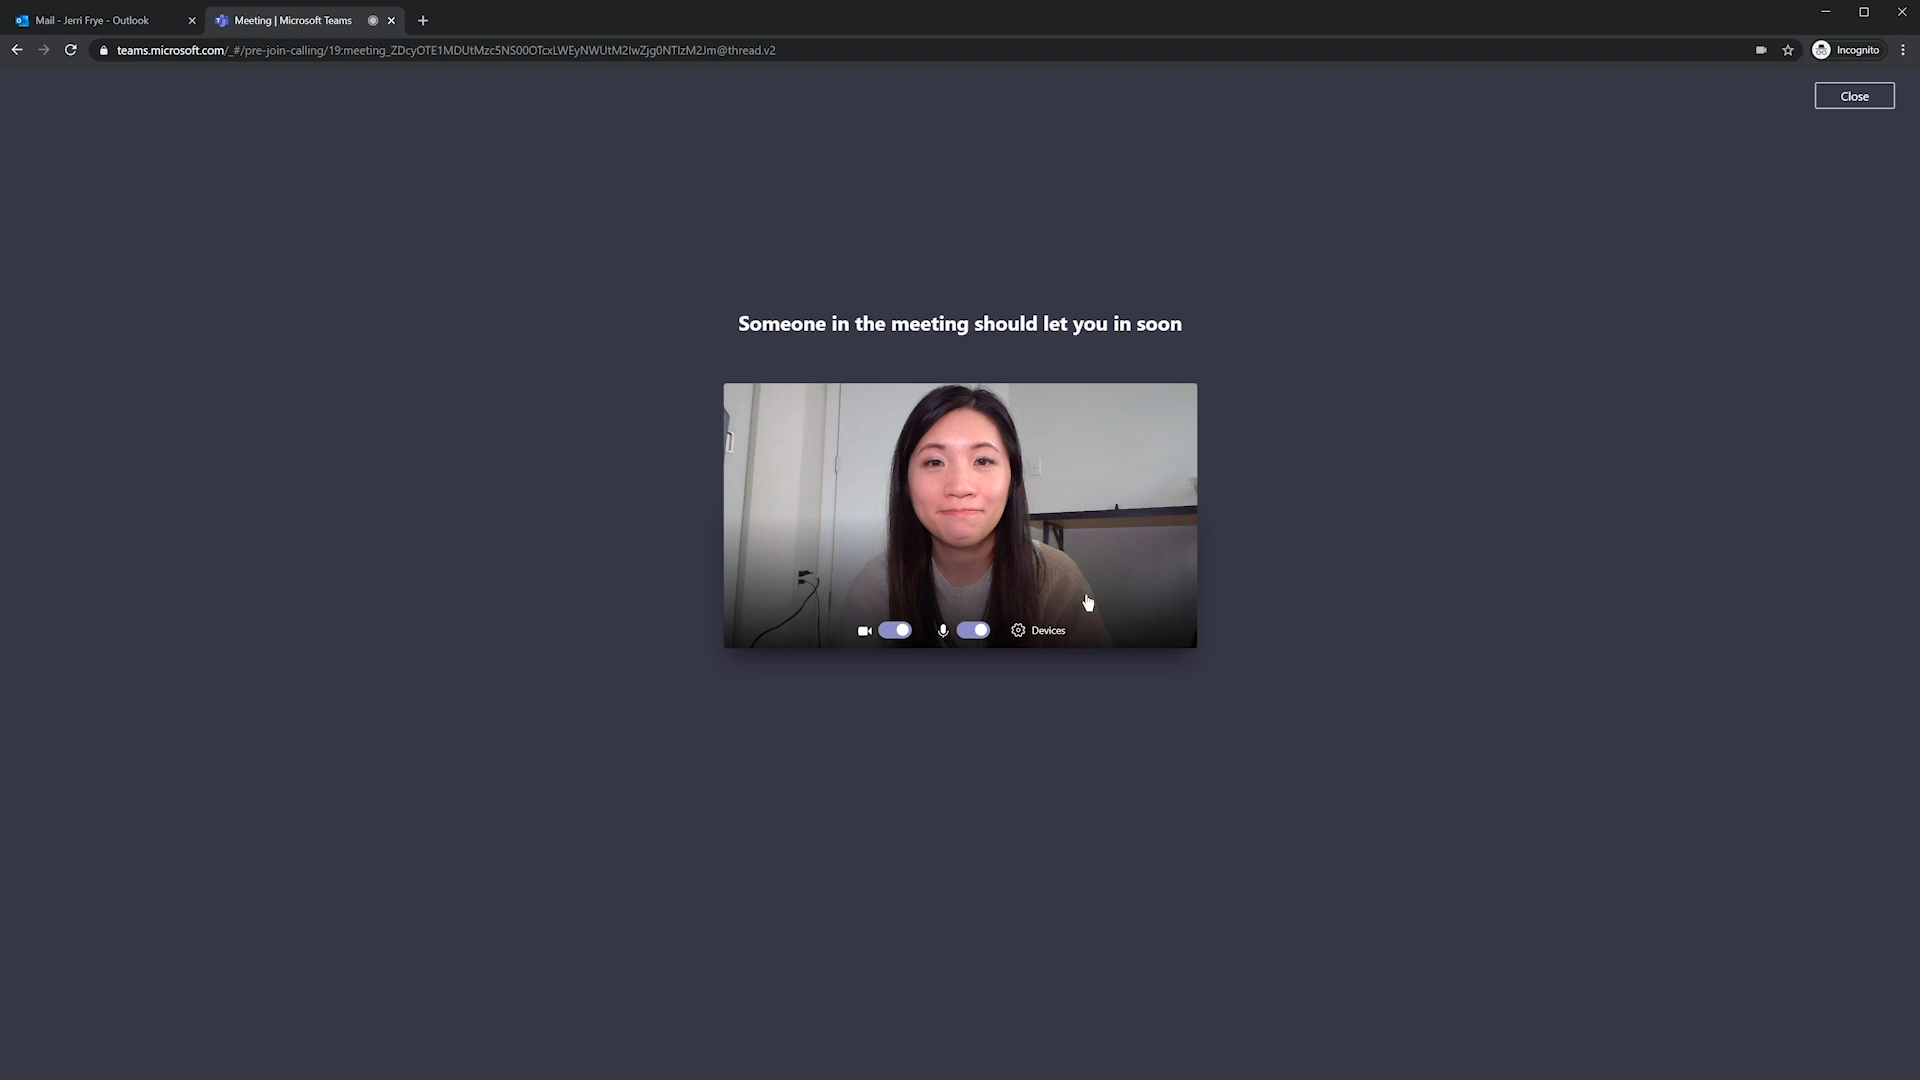 Mail - Jerri Frye - Outlook
Meeting | Microsoft Teams
teams.microsoft.com/_#/pre-join-calling/19:meeting_ZDcyOTE1MDUtMzc5NS00OTcxLWEyNWUtM2IwZjg0NTIzM2Jm@thread.v2
Incognito
Close
Someone in the meeting should let you in soon
Devices